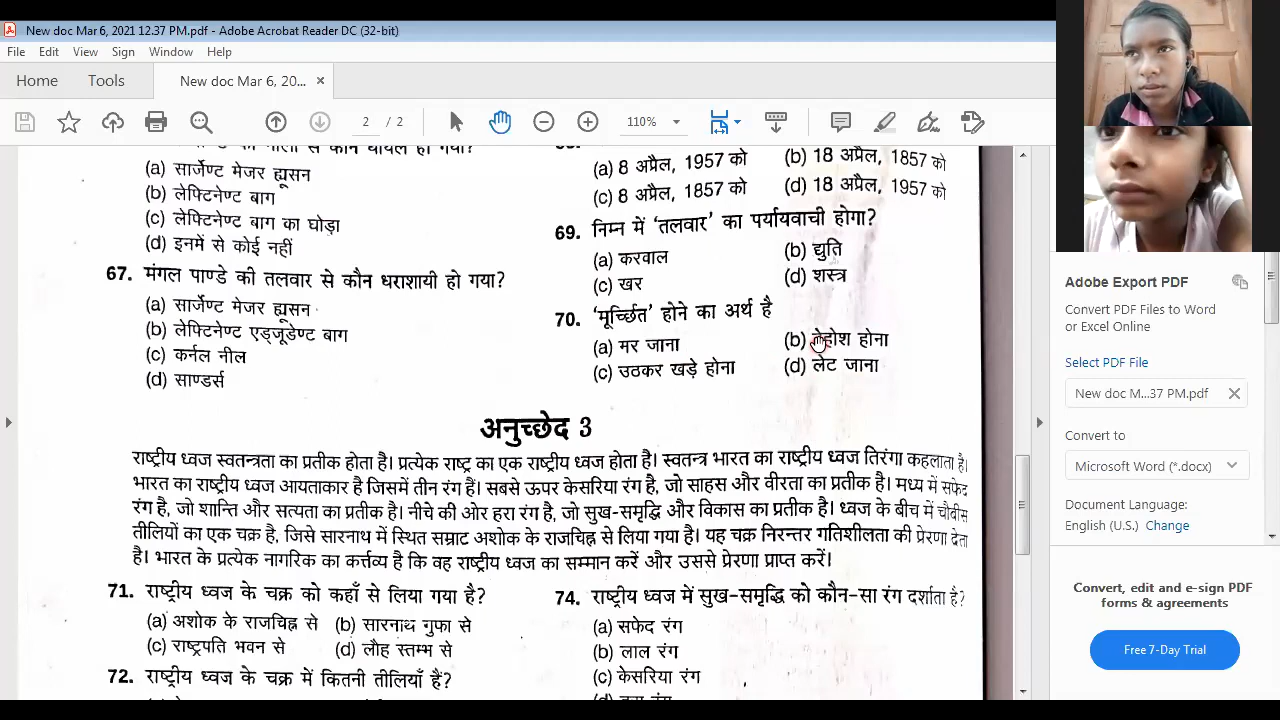 New doc Mar 6, 2021 12.37 PM.pdf - Adobe Acrobat Reader DC (32-bit)
File Edit View Sign Window Help
Home Tools New doc Mar 6, 20... ×
2 / 2 110%
से कौन घायल हो गया?
(a) सार्जेण्ट मेजर ह्यूसन
(b) लेफ्टिनेण्ट बाग
(c) लेफ्टिनेण्ट बाग का घोड़ा
(d) इनमें से कोई नहीं
67. मंगल पाण्डे की तलवार से कौन धराशायी हो गया?
(a) सार्जेण्ट मेजर ह्यूसन
(b) लेफ्टिनेण्ट एड्जूडेण्ट बाग
(c) कर्नल नील
(d) साण्डर्स
(a) 8 अप्रैल, 1957 को (b) 18 अप्रैल, 1857 को
(c) 8 अप्रैल, 1857 को (d) 18 अप्रैल, 1957 को
69. निम्न में ‘तलवार’ का पर्यायवाची होगा?
(a) करवाल (b) द्युति
(c) खर (d) शस्त्र
70. ‘मूर्च्छित’ होने का अर्थ है
(a) मर जाना (b) बेहोश होना
(c) उठकर खड़े होना (d) लेट जाना
अनुच्छेद 3
राष्ट्रीय ध्वज स्वतन्त्रता का प्रतीक होता है। प्रत्येक राष्ट्र का एक राष्ट्रीय ध्वज होता है। स्वतन्त्र भारत का राष्ट्रीय ध्वज तिरंगा कहलाता है।
भारत का राष्ट्रीय ध्वज आयताकार है जिसमें तीन रंग हैं। सबसे ऊपर केसरिया रंग है, जो साहस और वीरता का प्रतीक है। मध्य में सफेद
रंग है, जो शान्ति और सत्यता का प्रतीक है। नीचे की ओर हरा रंग है, जो सुख-समृद्धि और विकास का प्रतीक है। ध्वज के बीच में चौबीस
तीलियों का एक चक्र है, जिसे सारनाथ में स्थित सम्राट अशोक के राजचिह्न से लिया गया है। यह चक्र निरन्तर गतिशीलता की प्रेरणा देता
है। भारत के प्रत्येक नागरिक का कर्त्तव्य है कि वह राष्ट्रीय ध्वज का सम्मान करें और उससे प्रेरणा प्राप्त करें।
71. राष्ट्रीय ध्वज के चक्र को कहाँ से लिया गया है?
(a) अशोक के राजचिह्न से (b) सारनाथ गुफा से
(c) राष्ट्रपति भवन से (d) लौह स्तम्भ से
72. राष्ट्रीय ध्वज के चक्र में कितनी तीलियाँ हैं?
74. राष्ट्रीय ध्वज में सुख-समृद्धि को कौन-सा रंग दर्शाता है?
(a) सफेद रंग
(b) लाल रंग
(c) केसरिया रंग
Adobe Export PDF
Convert PDF Files to Word
or Excel Online
Select PDF File
New doc M...37 PM.pdf
Convert to
Microsoft Word (*.docx)
Document Language:
English (U.S.) Change
Convert, edit and e-sign PDF
forms & agreements
Free 7-Day Trial